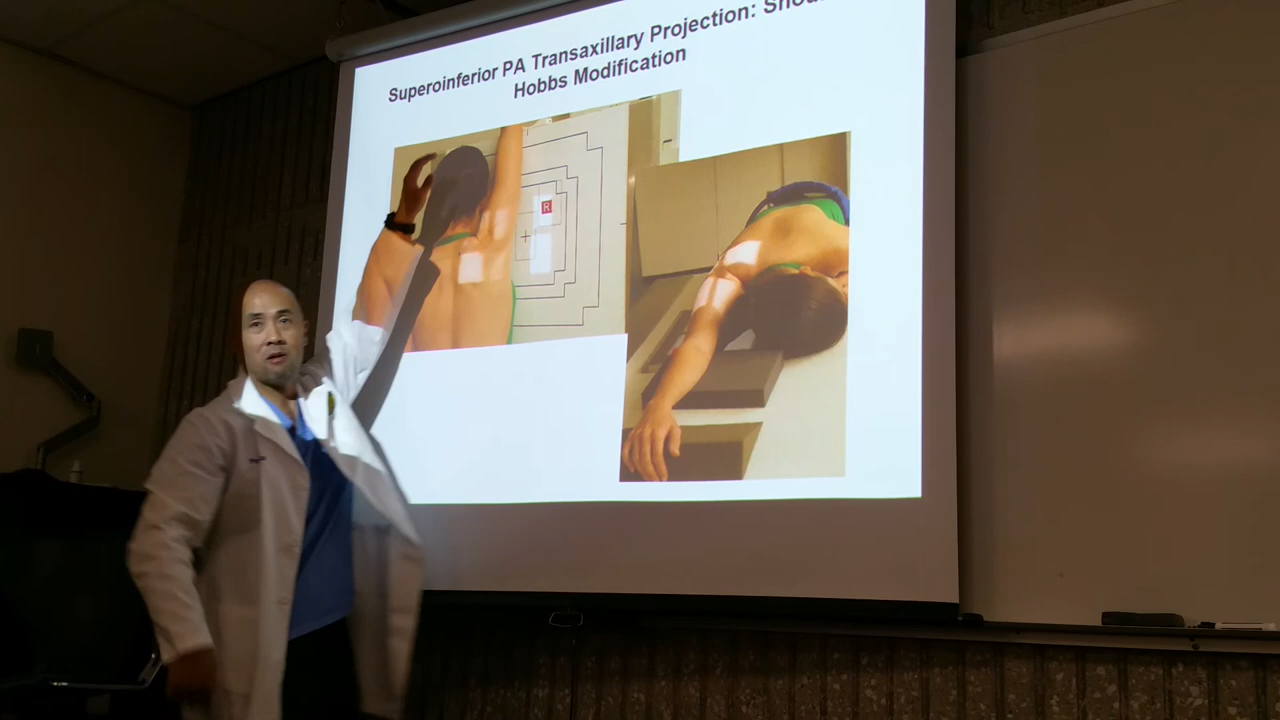 Superoinferior PA Transaxillary Projection:
Hobbs Modification
R